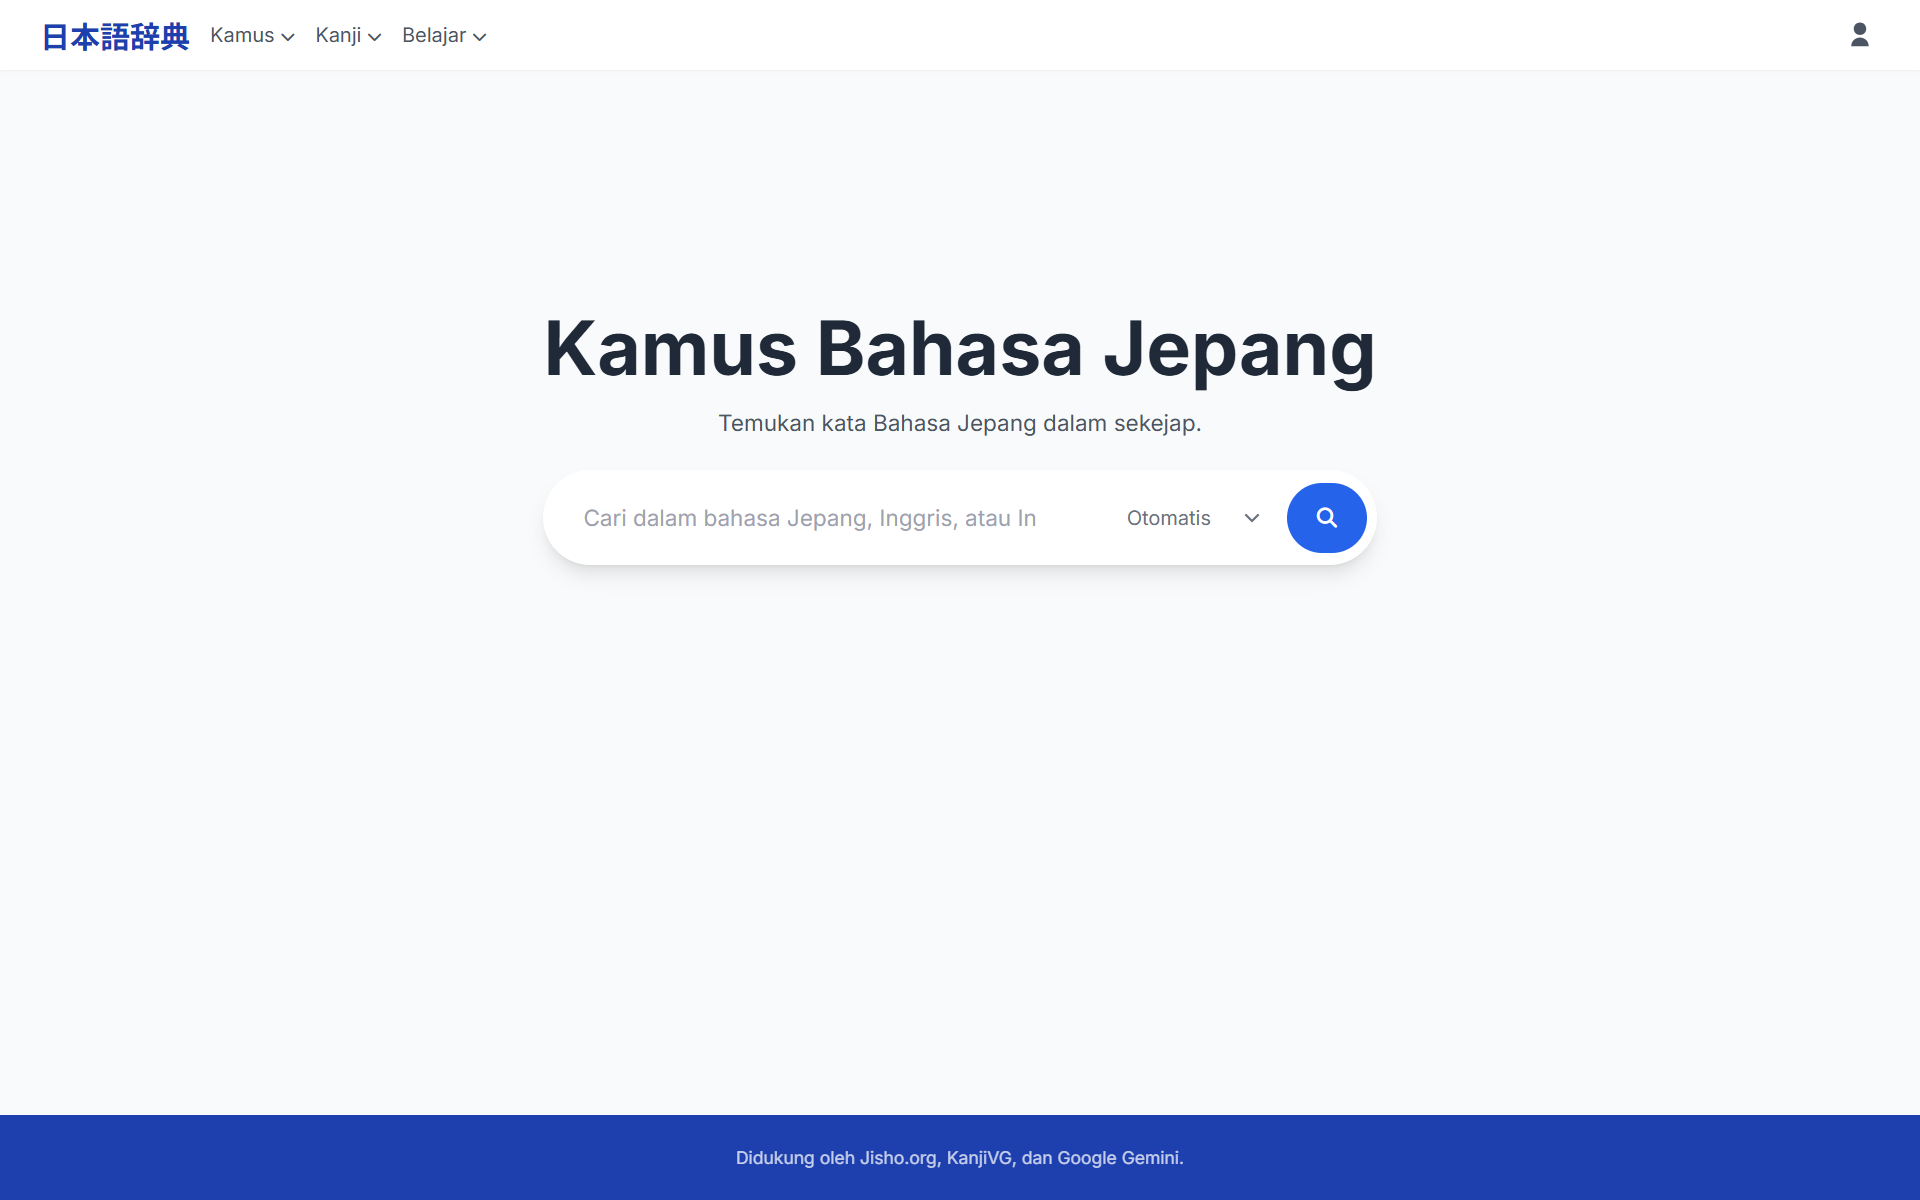 日本語辞典 Kamus Kanji Belajar
Kamus Bahasa Jepang
Temukan kata Bahasa Jepang dalam sekejap.
Cari dalam bahasa Jepang, Inggris, atau In Otomatis
Didukung oleh Jisho.org, KanjiVG, dan Google Gemini.